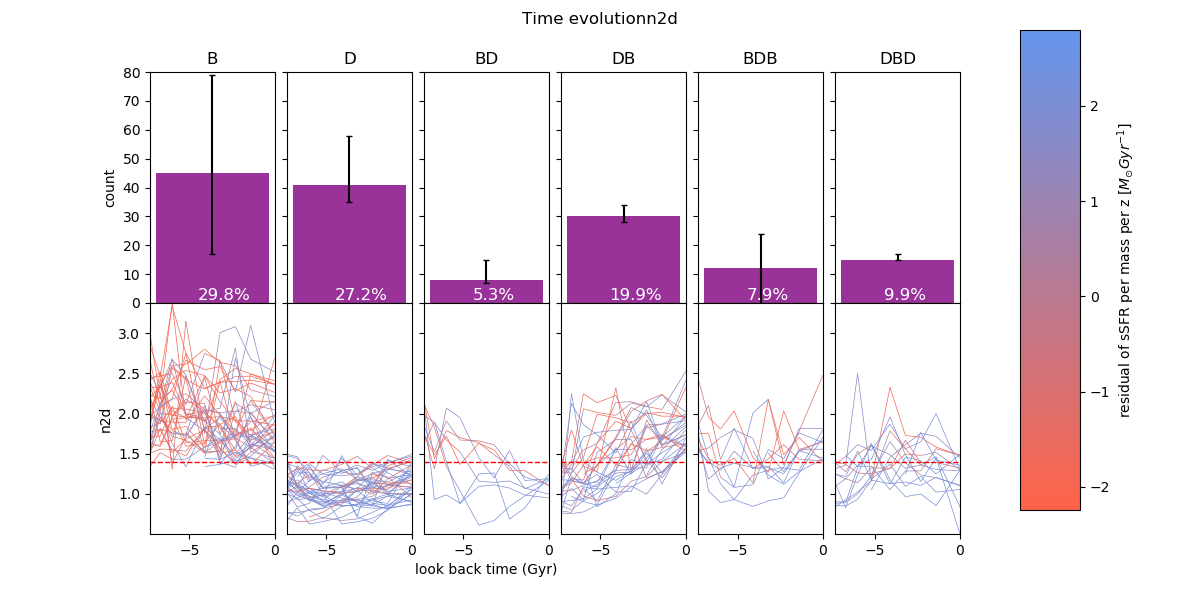 Time evolutionn2d
B D BD DB BDB DBD
80
70
60
50
40
30
20
10
0
count
29.8% 27.2% 5.3% 19.9% 7.9% 9.9%
3.0
2.5
2.0
1.5
1.0
n2d
−5 0 −5 0 −5 0 −5 0 −5 0 −5 0
look back time (Gyr)
2
1
0
−1
−2
residual of sSFR per mass per z [M⊙Gyr⁻¹]